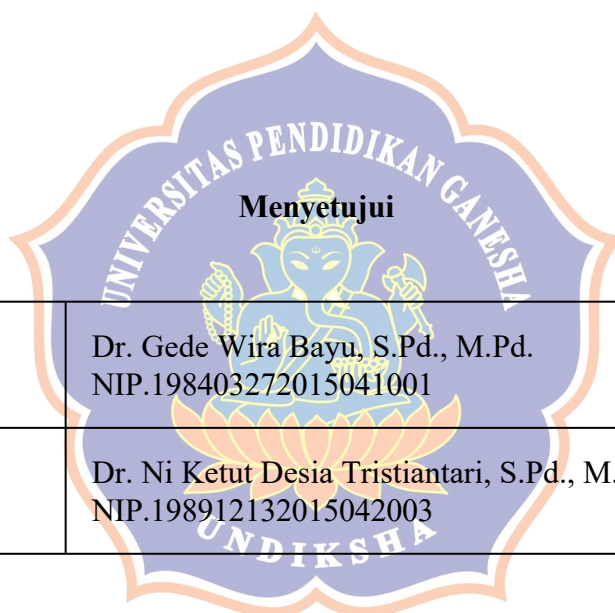 UNIVERSITAS PENDIDIKAN GANESHA
Menyetujui
Dr. Gede Wira Bayu, S.Pd., M.Pd.
NIP.198403272015041001
Dr. Ni Ketut Desia Tristiantari, S.Pd., M.
NIP.198912132015042003
UNDIKSHA